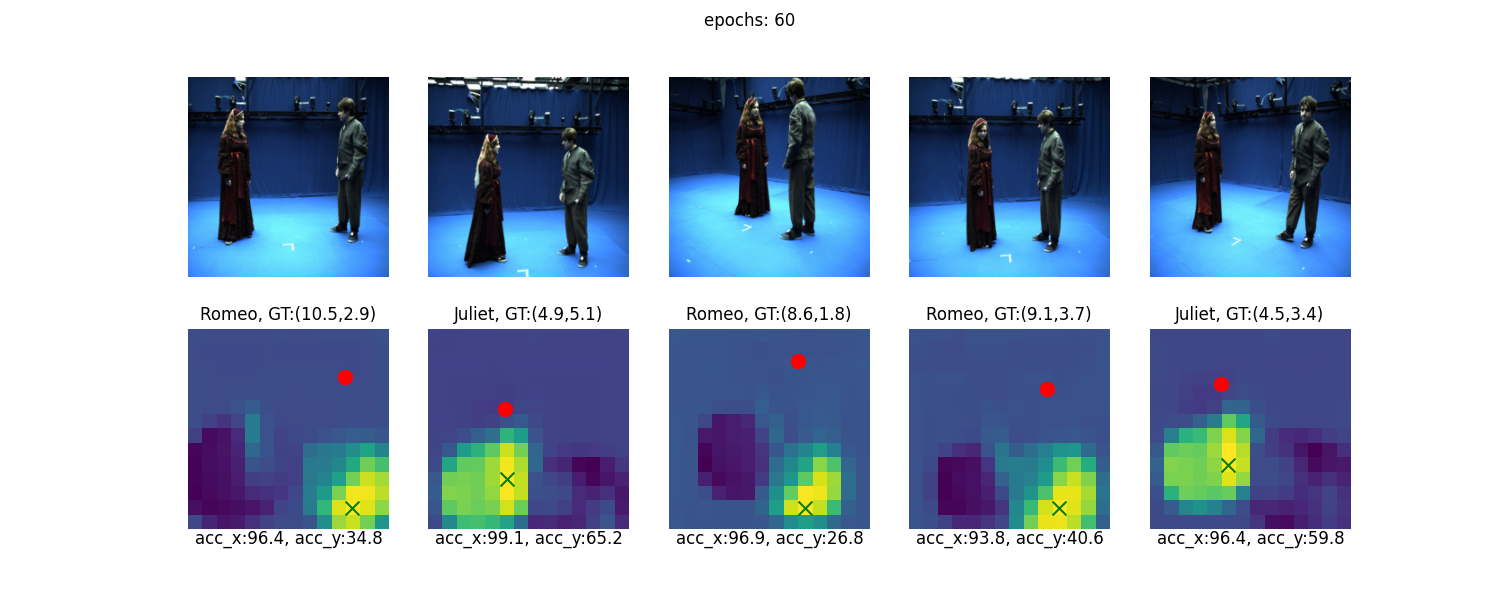 epochs: 60
Romeo, GT:(10.5,2.9)
Juliet, GT:(4.9,5.1)
Romeo, GT:(8.6,1.8)
Romeo, GT:(9.1,3.7)
Juliet, GT:(4.5,3.4)
acc_x:96.4, acc_y:34.8
acc_x:99.1, acc_y:65.2
acc_x:96.9, acc_y:26.8
acc_x:93.8, acc_y:40.6
acc_x:96.4, acc_y:59.8